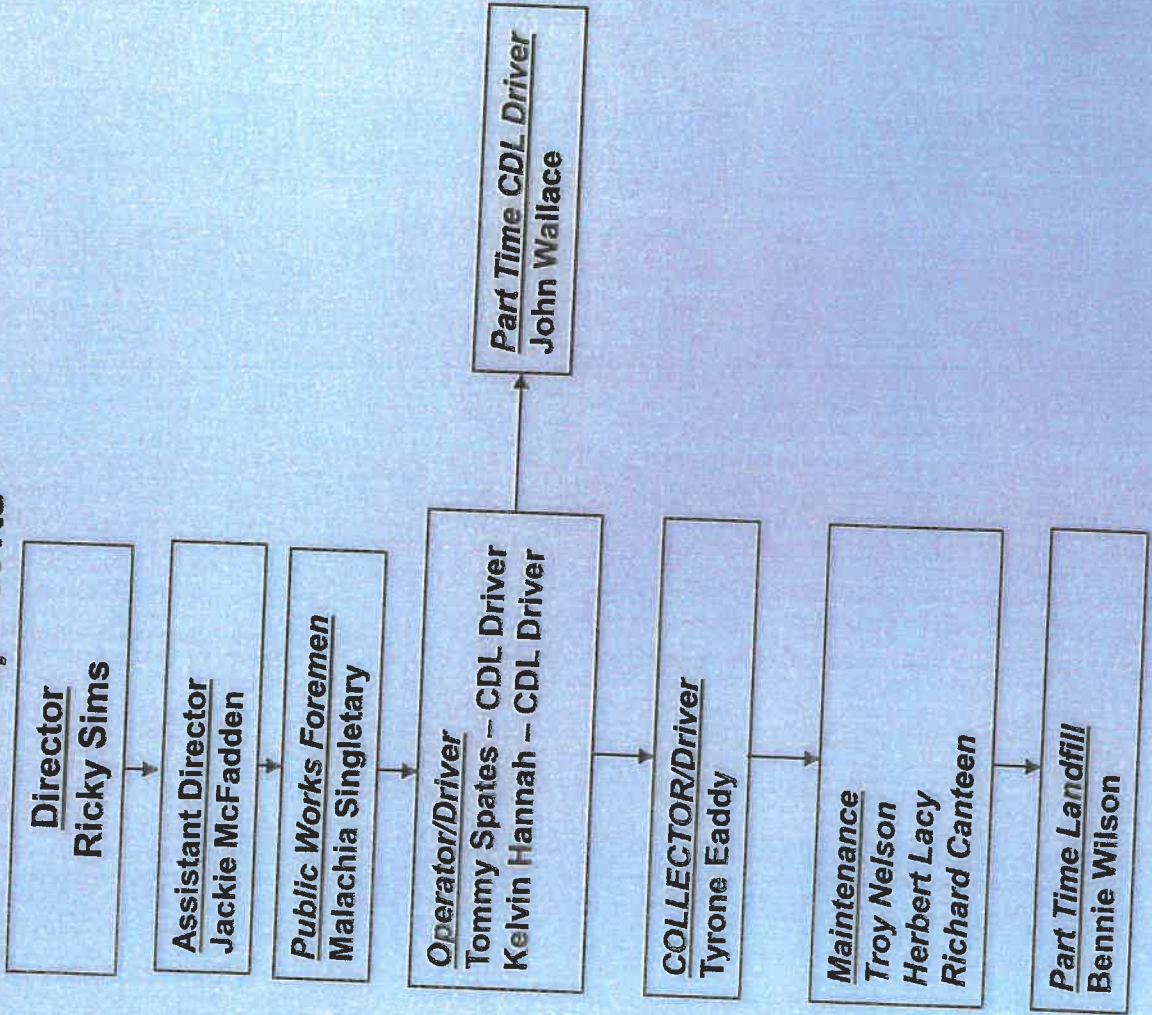 Director
Ricky Sims
Assistant Director
Jackie McFadden
Public Works Foremen
Malachia Singletary
Operator/Driver
Tommy Spates – CDL Driver
Kelvin Hannah – CDL Driver
Part Time CDL Driver
John Wallace
COLLECTOR/Driver
Tyrone Eaddy
Maintenance
Troy Nelson
Herbert Lacy
Richard Canteen
Part Time Landfill
Bennie Wilson